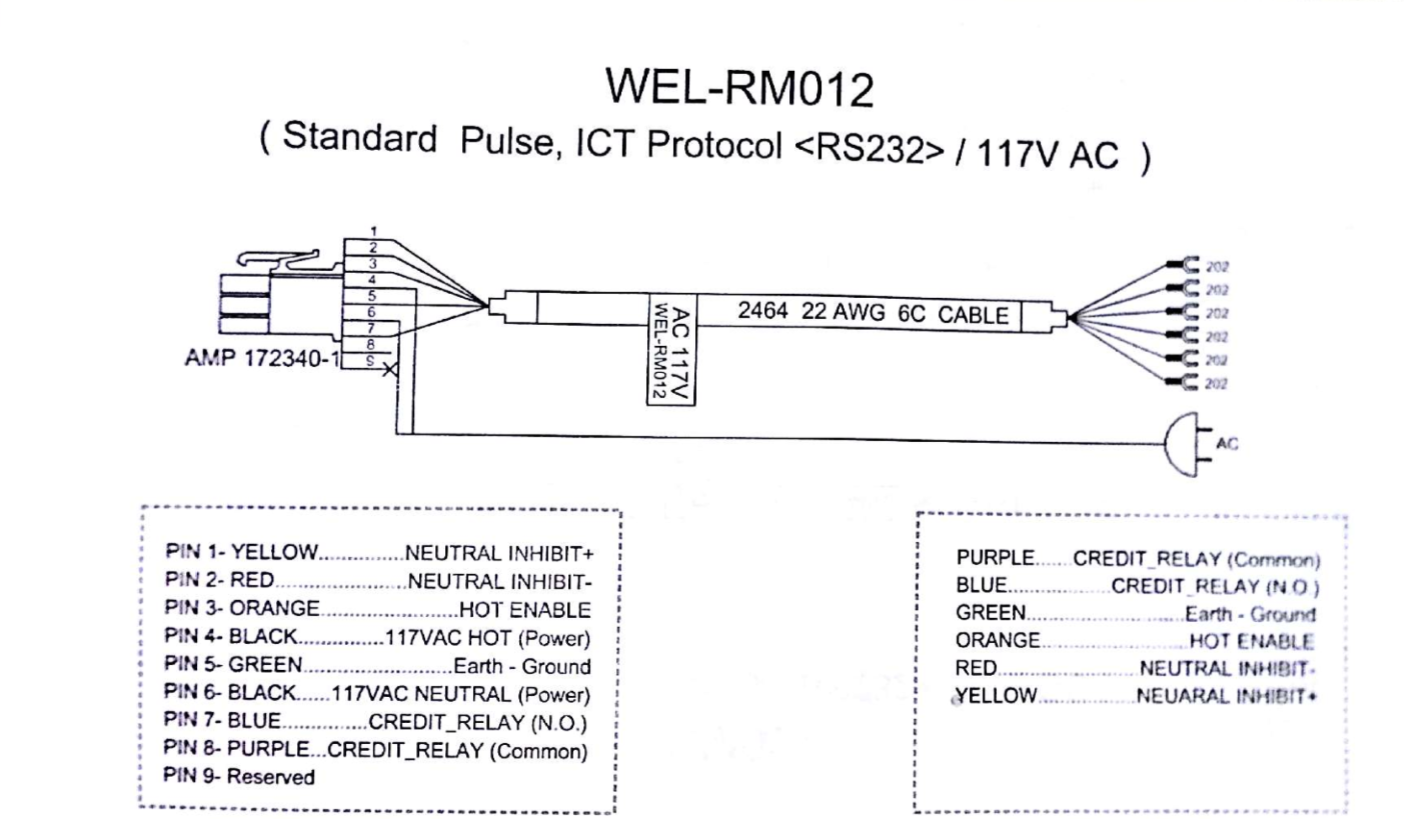 WEL-RM012
( Standard Pulse, ICT Protocol <RS232> / 117V AC )
1
2
3
4
5
6
7
8
9
AMP 172340-1
AC 117V
WEL-RM012
2464 22 AWG 6C CABLE
202
202
202
202
202
202
AC
PIN 1- YELLOW...............NEUTRAL INHIBIT+
PIN 2- RED.......................NEUTRAL INHIBIT-
PIN 3- ORANGE........................HOT ENABLE
PIN 4- BLACK...............117VAC HOT (Power)
PIN 5- GREEN..........................Earth - Ground
PIN 6- BLACK......117VAC NEUTRAL (Power)
PIN 7- BLUE...............CREDIT_RELAY (N.O.)
PIN 8- PURPLE...CREDIT_RELAY (Common)
PIN 9- Reserved
PURPLE.......CREDIT_RELAY (Common)
BLUE..................CREDIT_RELAY (N.O.)
GREEN............................Earth - Ground
ORANGE..........................HOT ENABLE
RED..............................NEUTRAL INHIBIT-
YELLOW.................NEUARAL INHIBIT+